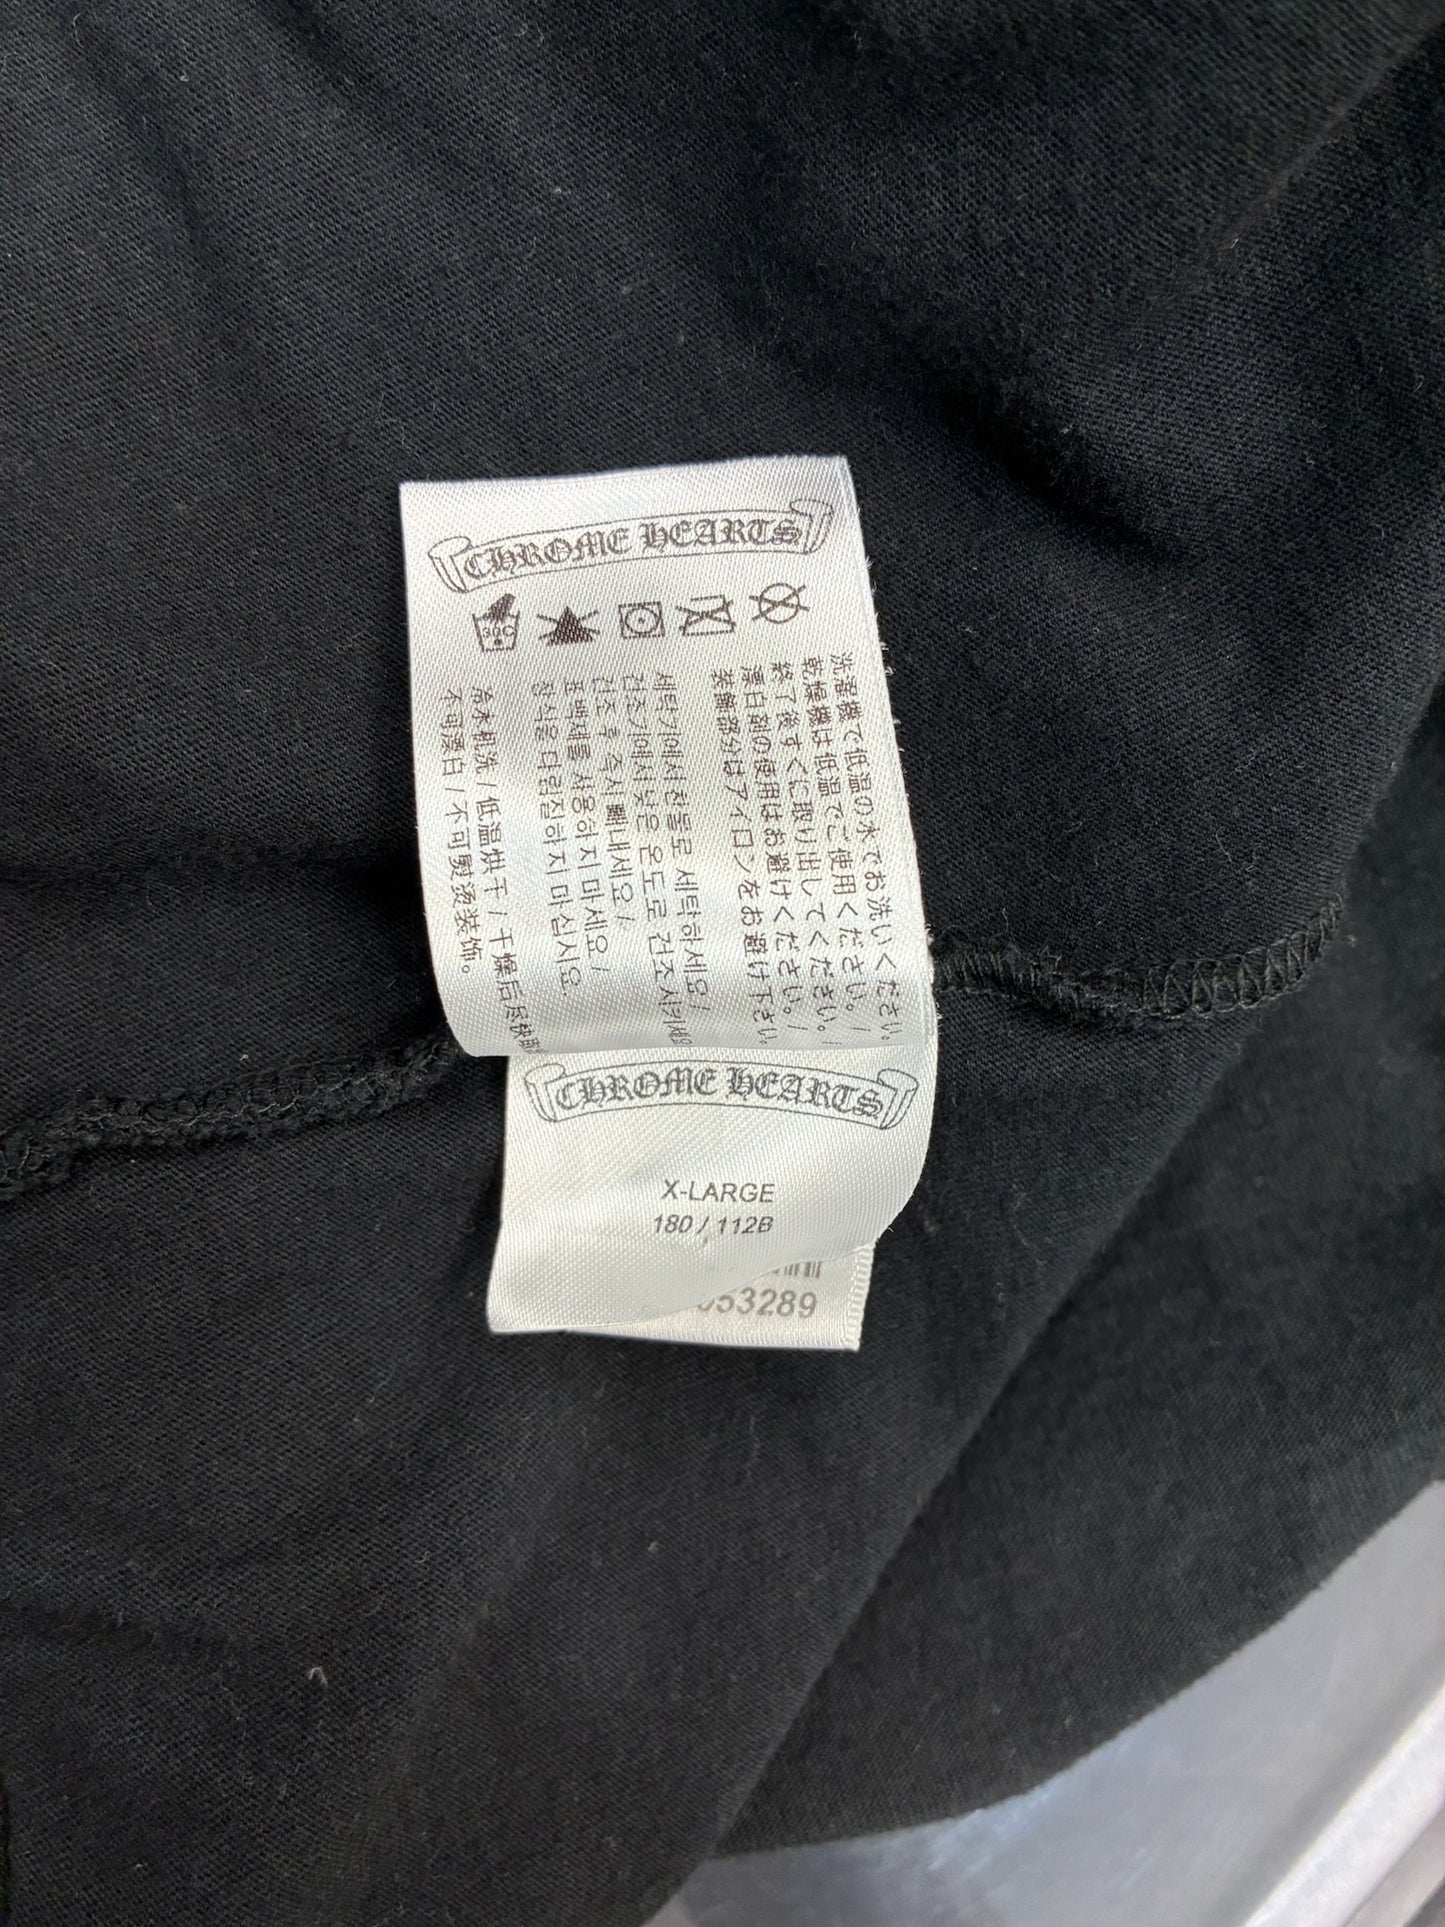 CHROME HEARTS
30C
洗濯機で低温の水でお洗いください。
乾燥機は低温でご使用ください。/
終了後すぐに取り出してください。/
漂白剤の使用はお避けください。/
装飾部分はアイロンをお避け下さい。
세탁기에서 찬물로 세탁하세요/
건조기에서 낮은 온도로 건조시키세요
건조 후 즉시 빼내세요/
표백제를 사용하지 마세요/
장식을 다림질하지 마십시요.
冷水机洗/低温烘干/干燥后尽快
不可漂白/不可熨烫装饰。
CHROME HEARTS
X-LARGE
180 / 112B
53289